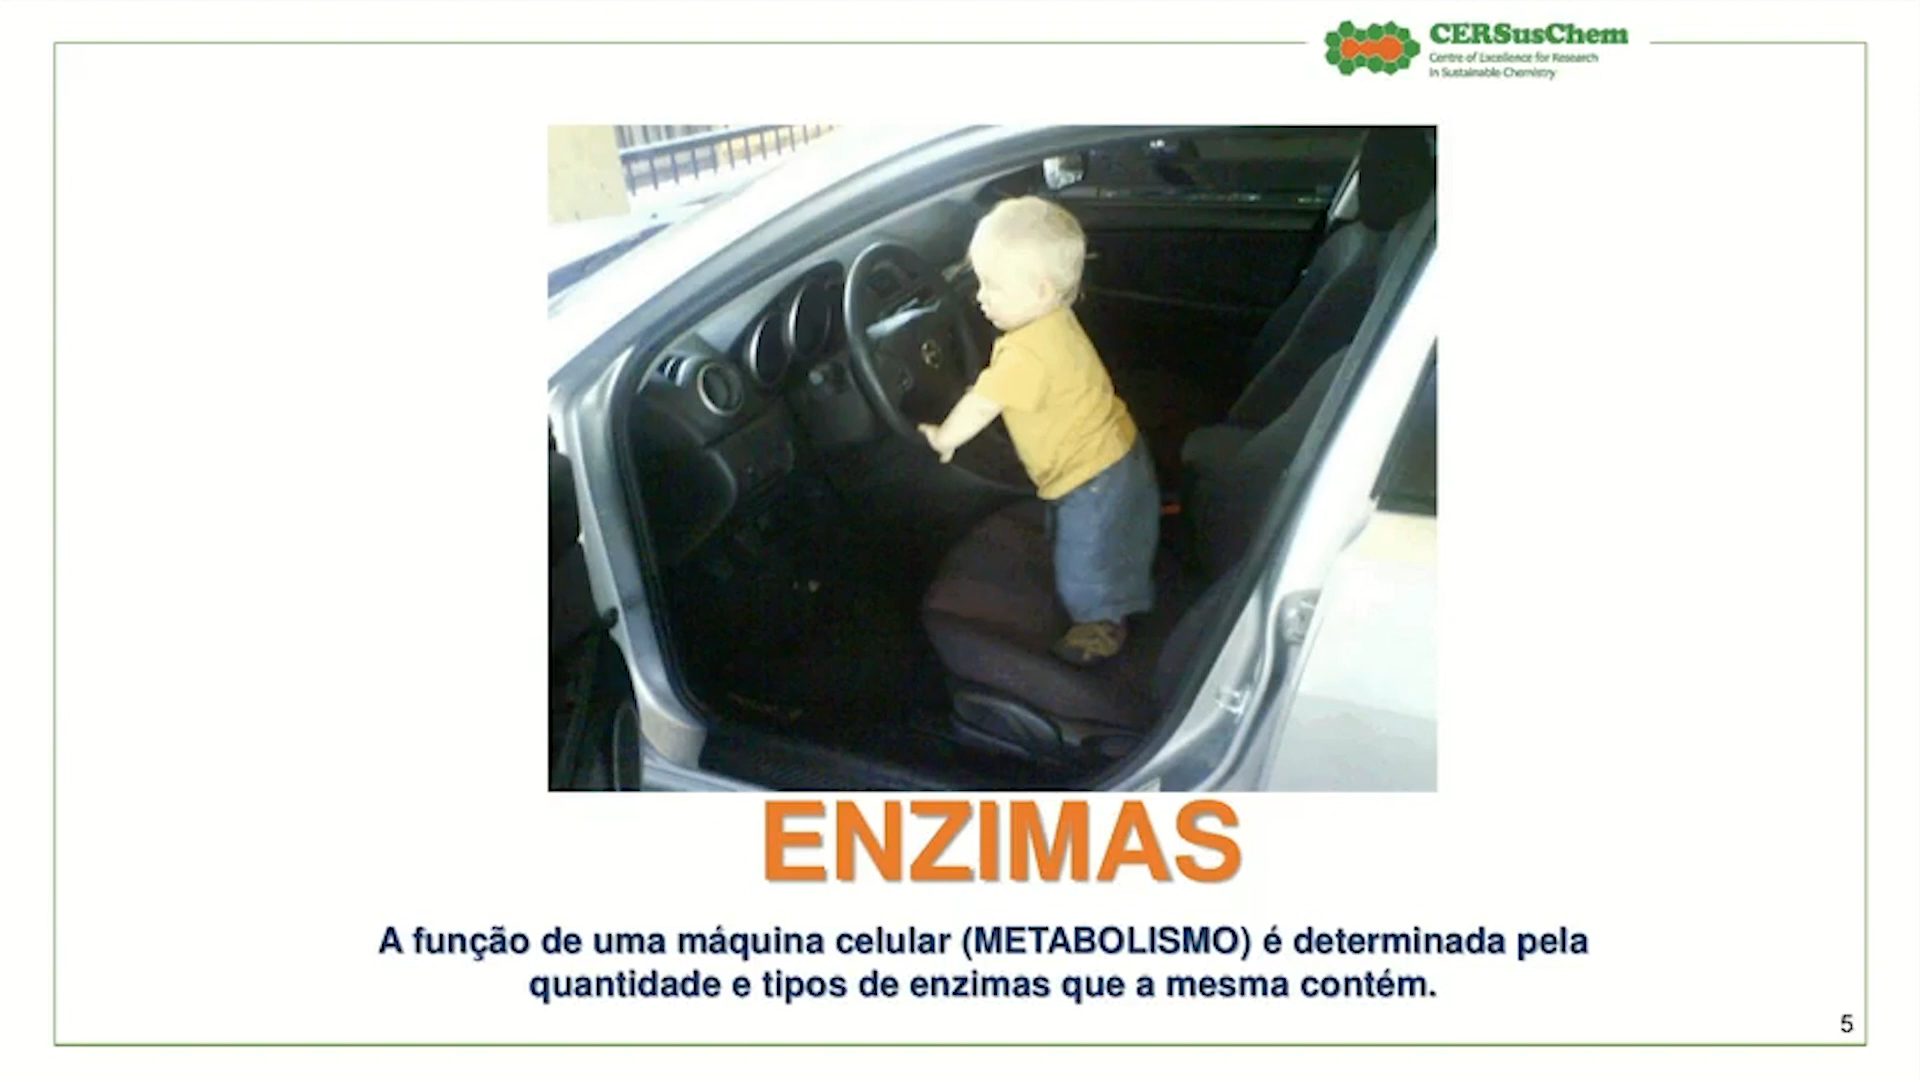 CERSusChem
Centre of Excellence for Research
in Sustainable Chemistry
ENZIMAS
A função de uma máquina celular (METABOLISMO) é determinada pela
quantidade e tipos de enzimas que a mesma contém.
5